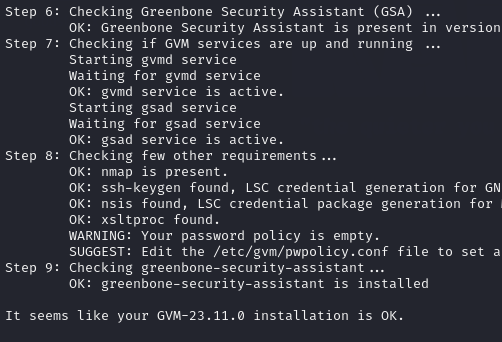 Step 6: Checking Greenbone Security Assistant (GSA) ...
OK: Greenbone Security Assistant is present in version
Step 7: Checking if GVM services are up and running ...
Starting gvmd service
Waiting for gvmd service
OK: gvmd service is active.
Starting gsad service
Waiting for gsad service
OK: gsad service is active.
Step 8: Checking few other requirements...
OK: nmap is present.
OK: ssh-keygen found, LSC credential generation for GN
OK: nsis found, LSC credential package generation for
OK: xsltproc found.
WARNING: Your password policy is empty.
SUGGEST: Edit the /etc/gvm/pwpolicy.conf file to set a
Step 9: Checking greenbone-security-assistant...
OK: greenbone-security-assistant is installed
It seems like your GVM-23.11.0 installation is OK.